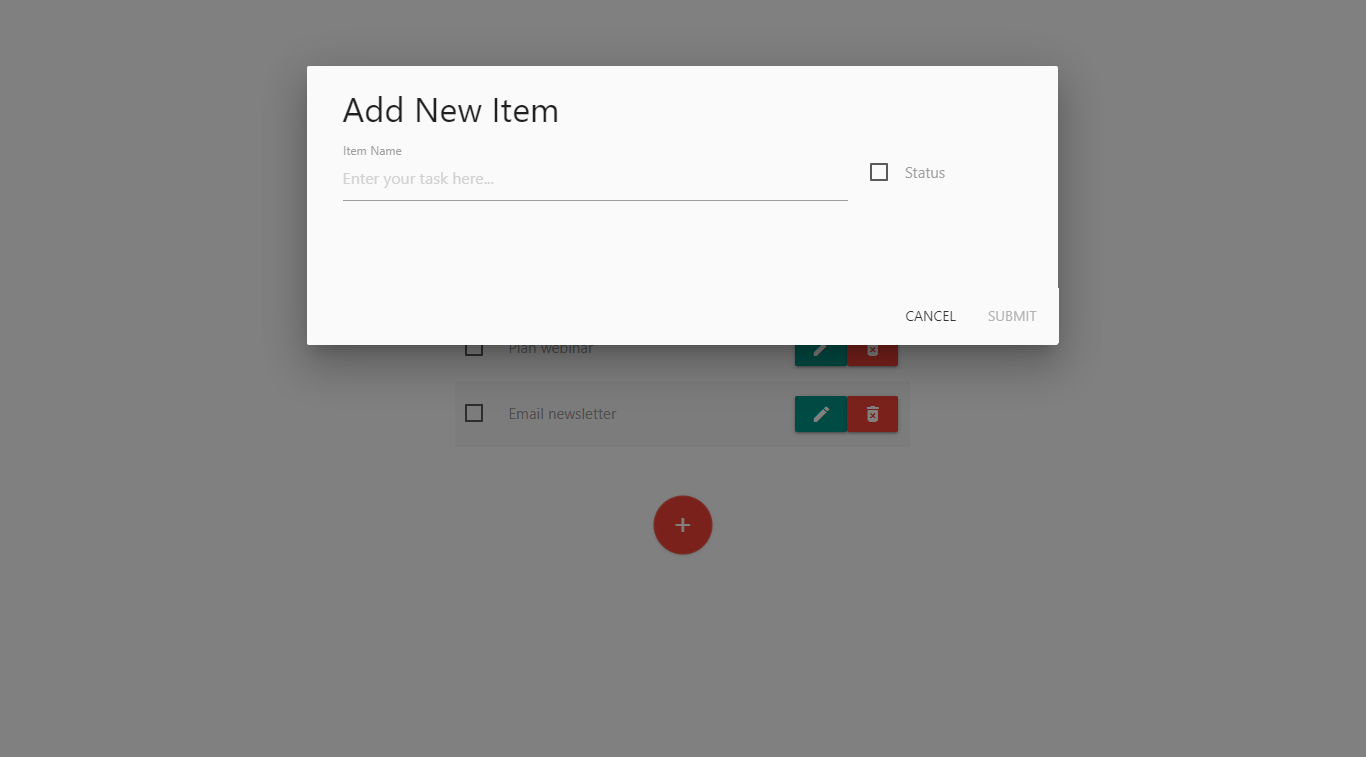 Add New Item
Item Name
Enter your task here...
Status
CANCEL SUBMIT
Plan webinar
Email newsletter